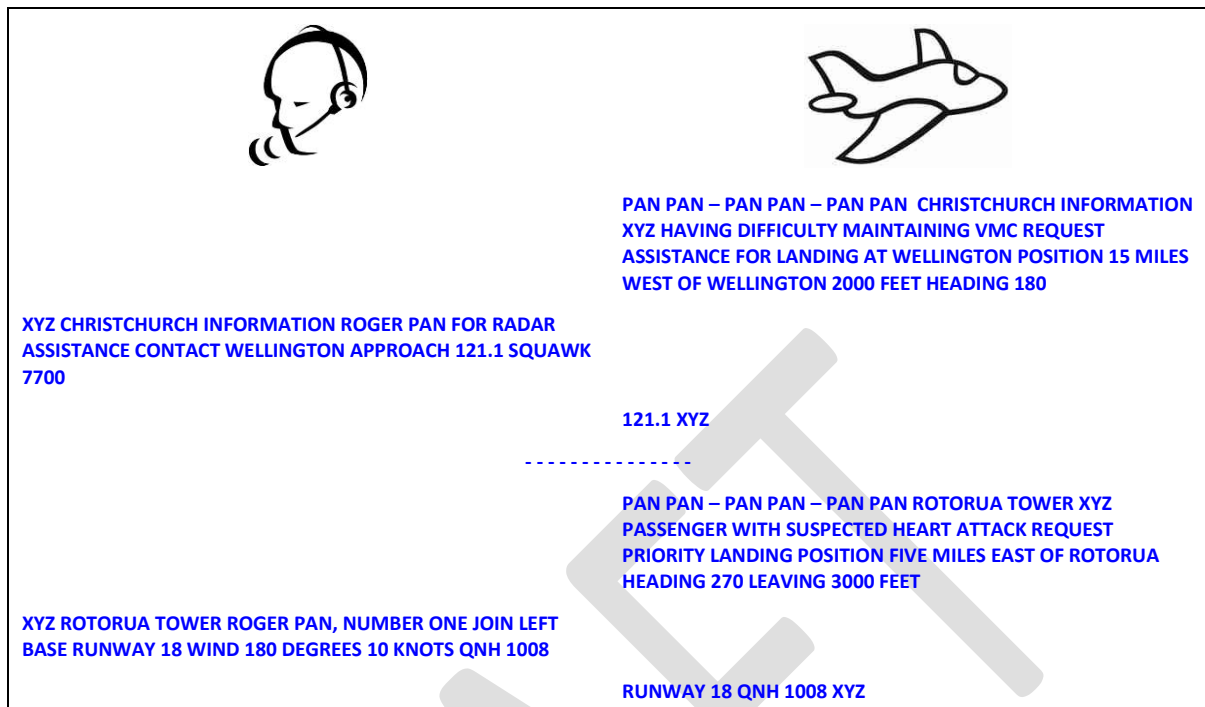 PAN PAN – PAN PAN – PAN PAN  CHRISTCHURCH INFORMATION
XYZ HAVING DIFFICULTY MAINTAINING VMC REQUEST
ASSISTANCE FOR LANDING AT WELLINGTON POSITION 15 MILES
WEST OF WELLINGTON 2000 FEET HEADING 180
XYZ CHRISTCHURCH INFORMATION ROGER PAN FOR RADAR
ASSISTANCE CONTACT WELLINGTON APPROACH 121.1 SQUAWK
7700
121.1 XYZ
- - - - - - - - - - - - - - -
PAN PAN – PAN PAN – PAN PAN ROTORUA TOWER XYZ
PASSENGER WITH SUSPECTED HEART ATTACK REQUEST
PRIORITY LANDING POSITION FIVE MILES EAST OF ROTORUA
HEADING 270 LEAVING 3000 FEET
XYZ ROTORUA TOWER ROGER PAN, NUMBER ONE JOIN LEFT
BASE RUNWAY 18 WIND 180 DEGREES 10 KNOTS QNH 1008
RUNWAY 18 QNH 1008 XYZ